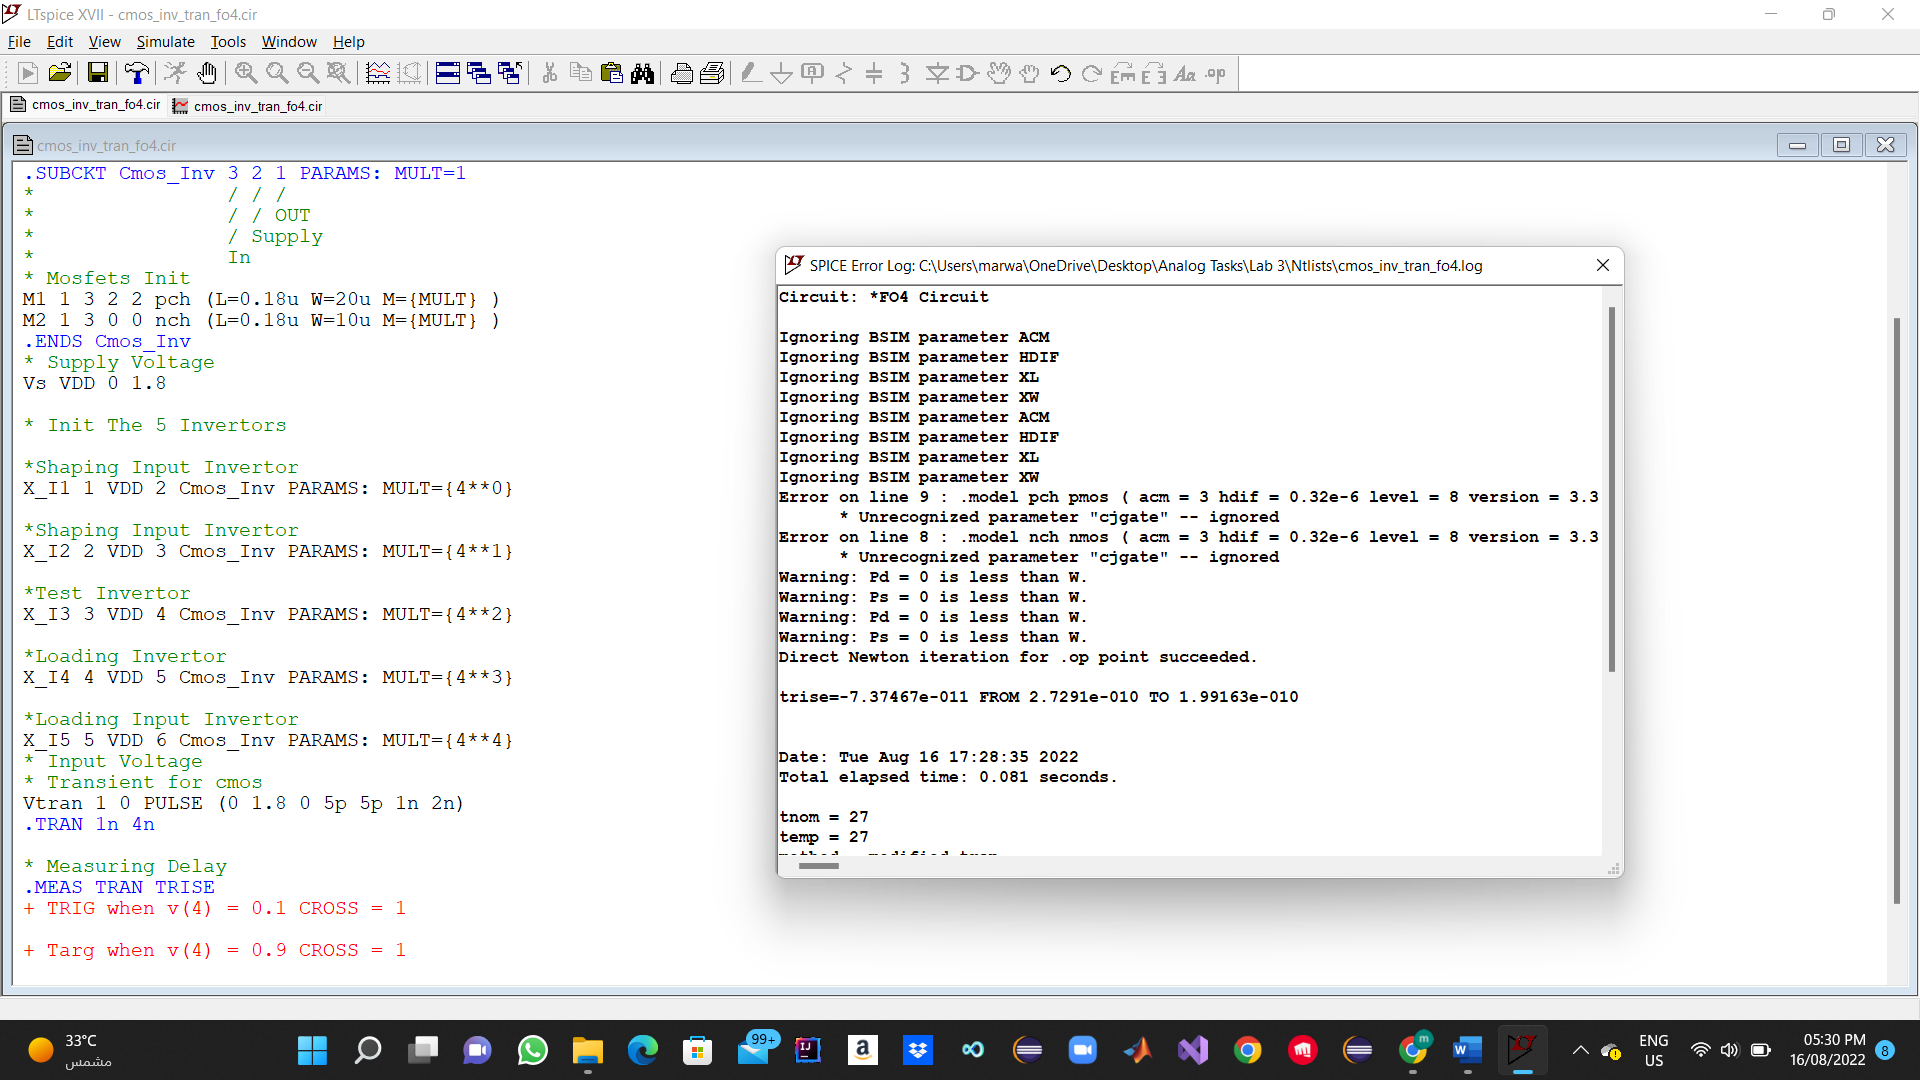 LTspice XVII - cmos_inv_tran_fo4.cir
File Edit View Simulate Tools Window Help
cmos_inv_tran_fo4.cir cmos_inv_tran_fo4.cir
cmos_inv_tran_fo4.cir
.SUBCKT Cmos_Inv 3 2 1 PARAMS: MULT=1
* / / /
* / / OUT
* / Supply
* In
* Mosfets Init
M1 1 3 2 2 pch (L=0.18u W=20u M={MULT} )
M2 1 3 0 0 nch (L=0.18u W=10u M={MULT} )
.ENDS Cmos_Inv
* Supply Voltage
Vs VDD 0 1.8
* Init The 5 Invertors
*Shaping Input Invertor
X_I1 1 VDD 2 Cmos_Inv PARAMS: MULT={4**0}
*Shaping Input Invertor
X_I2 2 VDD 3 Cmos_Inv PARAMS: MULT={4**1}
*Test Invertor
X_I3 3 VDD 4 Cmos_Inv PARAMS: MULT={4**2}
*Loading Invertor
X_I4 4 VDD 5 Cmos_Inv PARAMS: MULT={4**3}
*Loading Input Invertor
X_I5 5 VDD 6 Cmos_Inv PARAMS: MULT={4**4}
* Input Voltage
* Transient for cmos
Vtran 1 0 PULSE (0 1.8 0 5p 5p 1n 2n)
.TRAN 1n 4n
* Measuring Delay
.MEAS TRAN TRISE
+ TRIG when v(4) = 0.1 CROSS = 1
+ Targ when v(4) = 0.9 CROSS = 1
SPICE Error Log: C:\Users\marwa\OneDrive\Desktop\Analog Tasks\Lab 3\Ntlists\cmos_inv_tran_fo4.log
Circuit: *FO4 Circuit
Ignoring BSIM parameter ACM
Ignoring BSIM parameter HDIF
Ignoring BSIM parameter XL
Ignoring BSIM parameter XW
Ignoring BSIM parameter ACM
Ignoring BSIM parameter HDIF
Ignoring BSIM parameter XL
Ignoring BSIM parameter XW
Error on line 9 : .model pch pmos ( acm = 3 hdif = 0.32e-6 level = 8 version = 3.3
* Unrecognized parameter "cjgate" -- ignored
Error on line 8 : .model nch nmos ( acm = 3 hdif = 0.32e-6 level = 8 version = 3.3
* Unrecognized parameter "cjgate" -- ignored
Warning: Pd = 0 is less than W.
Warning: Ps = 0 is less than W.
Warning: Pd = 0 is less than W.
Warning: Ps = 0 is less than W.
Direct Newton iteration for .op point succeeded.
trise=-7.37467e-011 FROM 2.7291e-010 TO 1.99163e-010
Date: Tue Aug 16 17:28:35 2022
Total elapsed time: 0.081 seconds.
tnom = 27
temp = 27
33°C
مشمس
99+
ENG
US
05:30 PM
16/08/2022
8